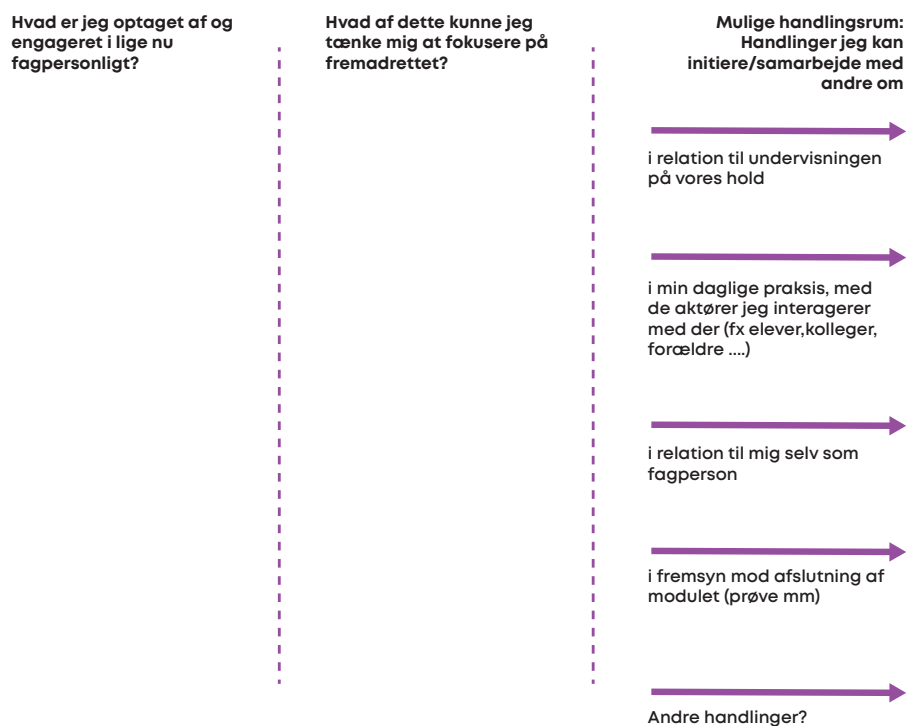 Hvad er jeg optaget af og
engageret i lige nu
fagpersonligt?
Hvad af dette kunne jeg
tænke mig at fokusere på
fremadrettet?
Mulige handlingsrum:
Handlinger jeg kan
initiere/samarbejde med
andre om
i relation til undervisningen
på vores hold
i min daglige praksis, med
de aktører jeg interagerer
med der (fx elever,kolleger,
forældre ....)
i relation til mig selv som
fagperson
i fremsyn mod afslutning af
modulet (prøve mm)
Andre handlinger?